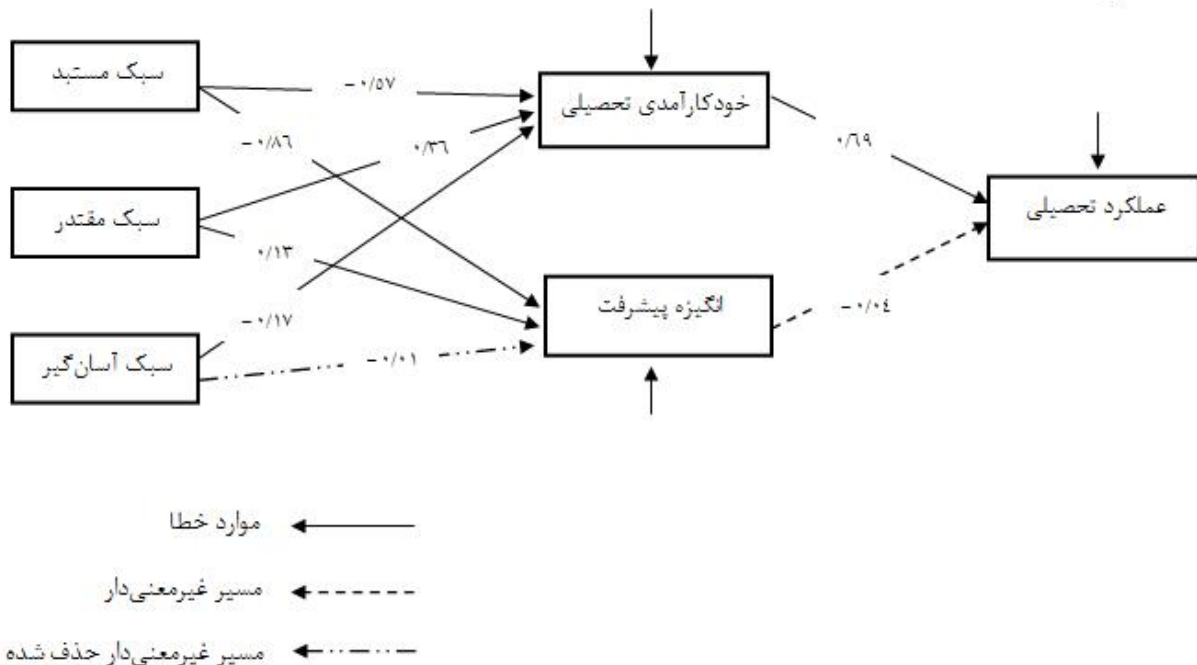 سبک مستبد
سبک مقتدر
سبک آسان‌گیر
-۰/۵۷
-۰/۸۶
۰/۳۶
۰/۱۳
-۰/۱۷
-۰/۰۱
خودکارآمدی تحصیلی
انگیزه پیشرفت
۰/۶۹
-۰/۰٤
عملکرد تحصیلی
موارد خطا
مسیر غیرمعنی‌دار
مسیر غیرمعنی‌دار حذف شده